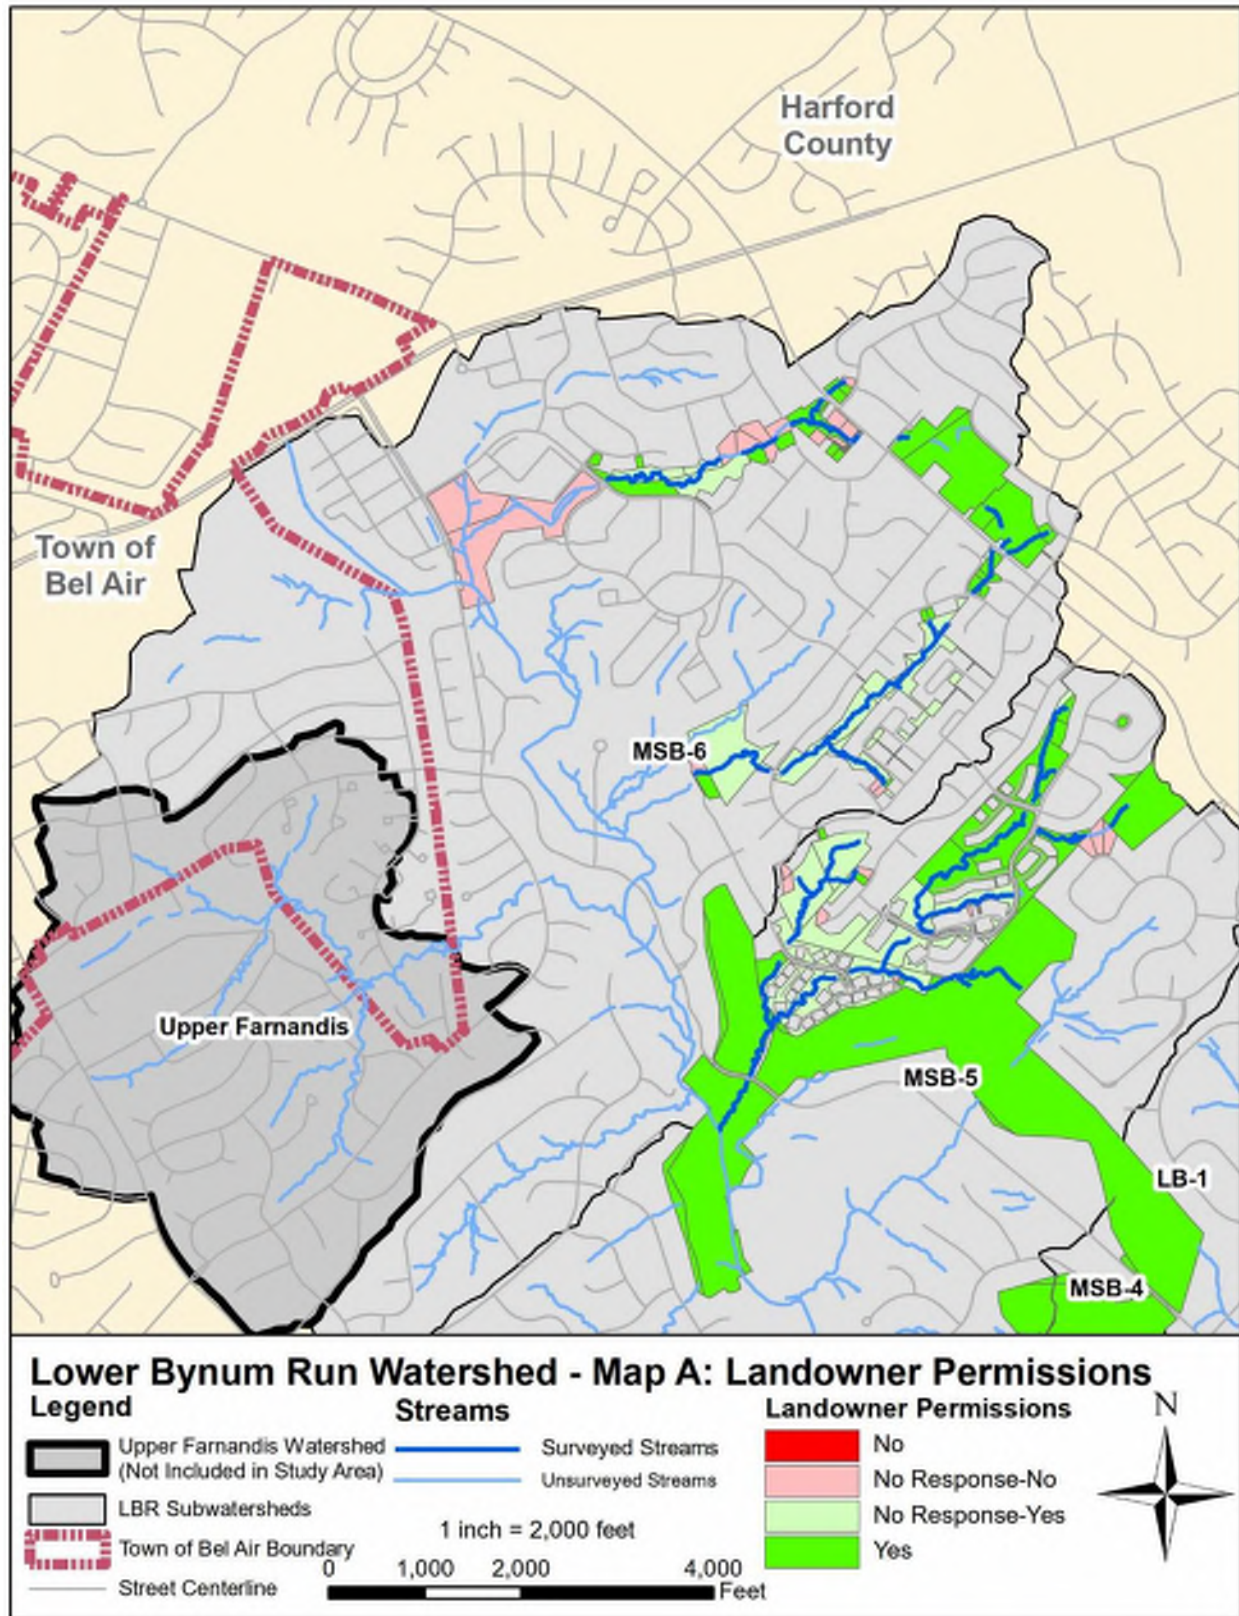 Harford
County
Town of
Bel Air
MSB-6
Upper Farnandis
MSB-5
LB-1
MSB-4
Lower Bynum Run Watershed - Map A: Landowner Permissions
Legend
Upper Farnandis Watershed
(Not Included in Study Area)
LBR Subwatersheds
Town of Bel Air Boundary
Street Centerline
Streams
Surveyed Streams
Unsurveyed Streams
1 inch = 2,000 feet
0 1,000 2,000 4,000
Feet
Landowner Permissions
No
No Response-No
No Response-Yes
Yes
N